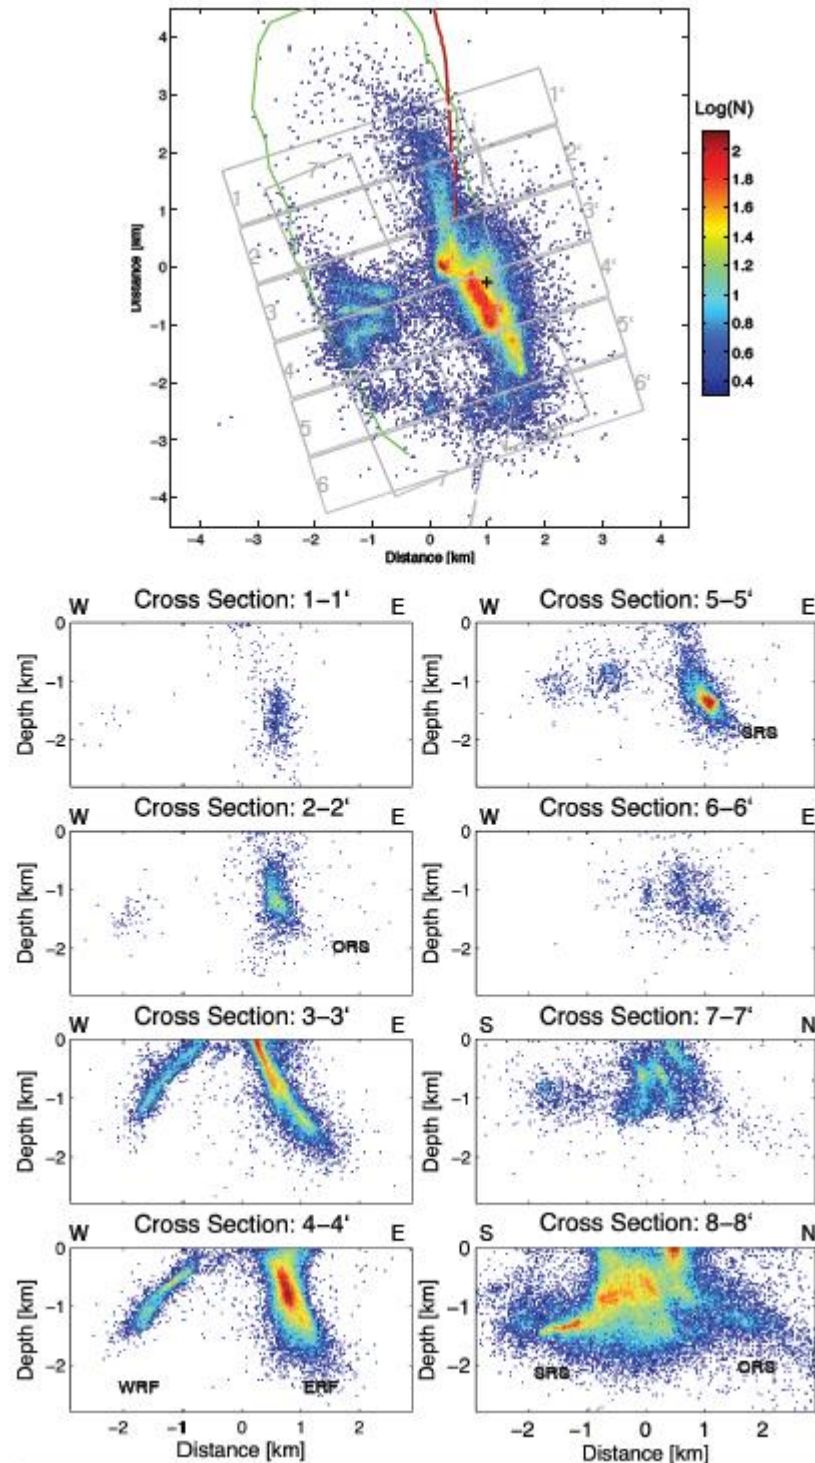 Log(N)
4
3
2
1
0
−1
−2
−3
−4
2
1.8
1.6
1.4
1.2
1
0.8
0.6
0.4
1
2
3
4
5
6
7
7'
1'
2'
3'
4'
5'
6'
−4 −3 −2 −1 0 1 2 3 4
Distance [km]
Distance [km]
W Cross Section: 1−1' E
Depth [km]
0
−1
−2
W Cross Section: 5−5' E
Depth [km]
0
−1
−2
SRS
W Cross Section: 2−2' E
Depth [km]
0
−1
−2
ORS
W Cross Section: 6−6' E
Depth [km]
0
−1
−2
W Cross Section: 3−3' E
Depth [km]
0
−1
−2
S Cross Section: 7−7' N
Depth [km]
0
−1
−2
W Cross Section: 4−4' E
Depth [km]
0
−1
−2
WRF ERF
−2 −1 0 1 2
Distance [km]
S Cross Section: 8−8' N
Depth [km]
0
−1
−2
SRS ORS
−2 −1 0 1 2
Distance [km]